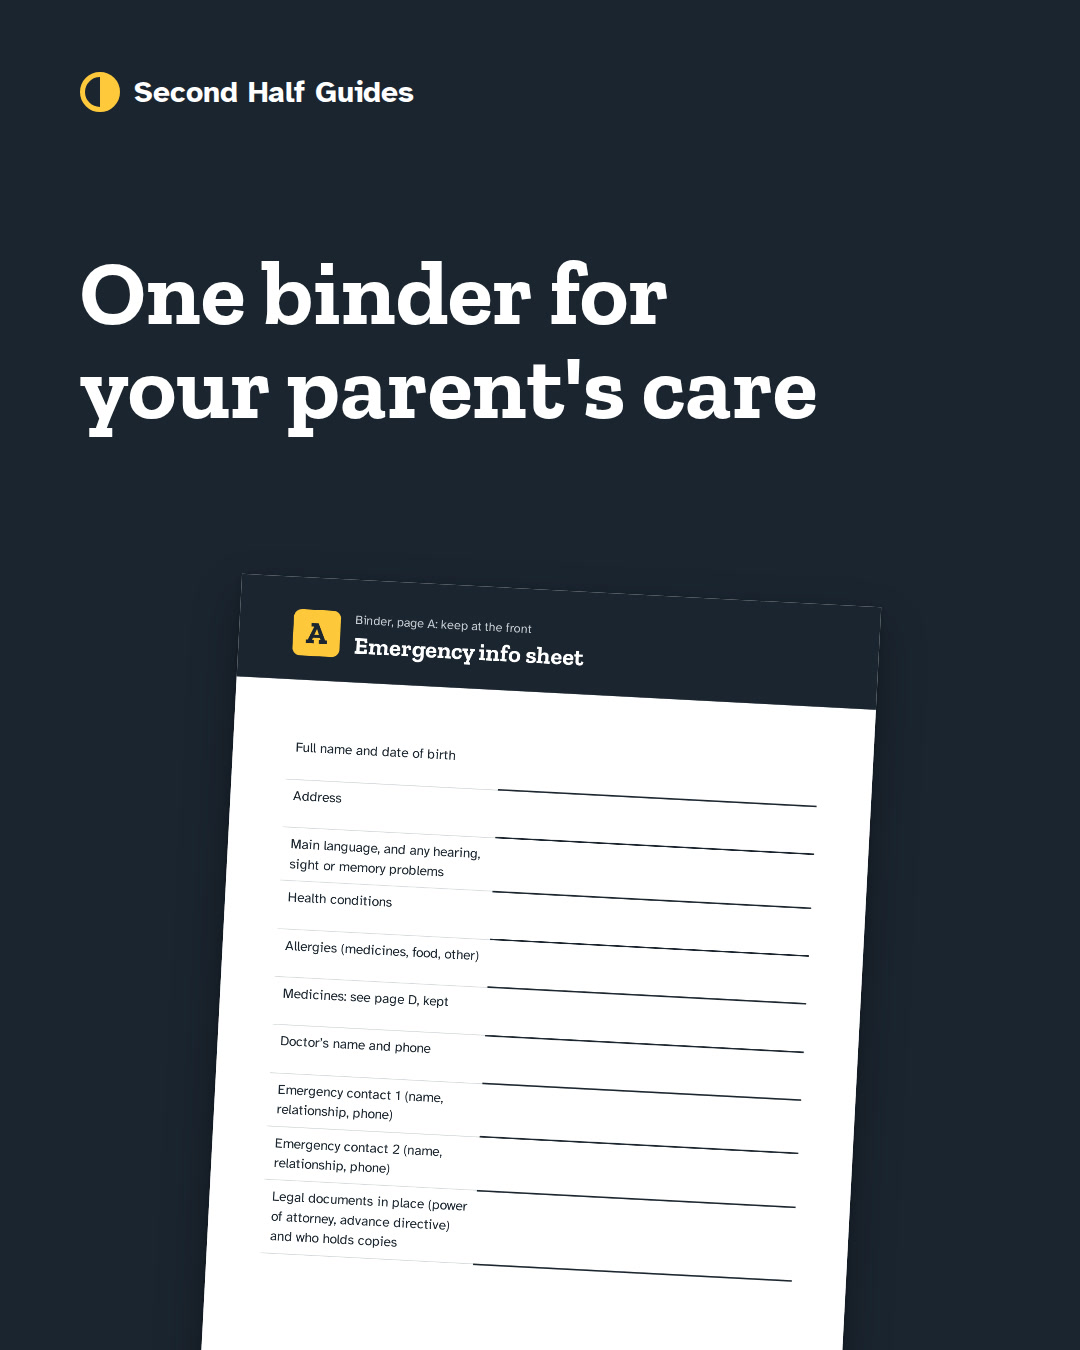 Second Half Guides
One binder for
your parent's care
A
Binder, page A: keep at the front
Emergency info sheet
Full name and date of birth
Address
Main language, and any hearing,
sight or memory problems
Health conditions
Allergies (medicines, food, other)
Medicines: see page D, kept
Doctor's name and phone
Emergency contact 1 (name,
relationship, phone)
Emergency contact 2 (name,
relationship, phone)
Legal documents in place (power
of attorney, advance directive)
and who holds copies